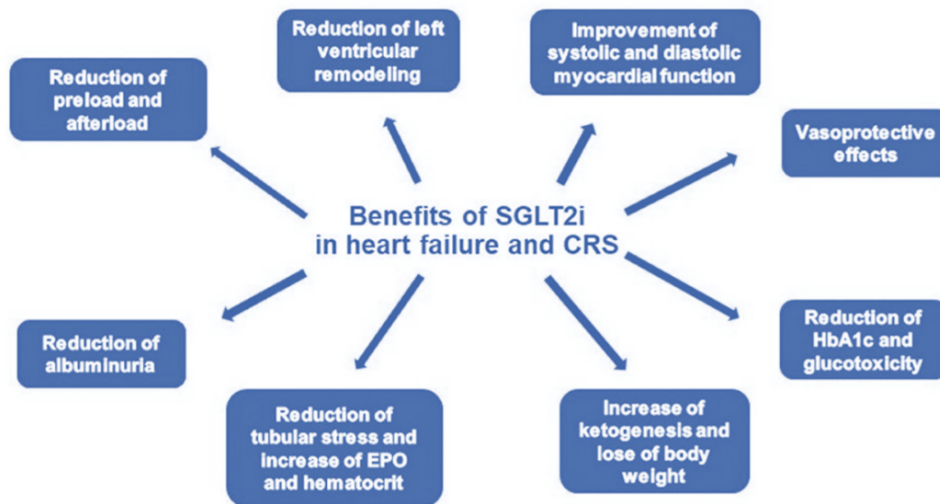 Reduction of left
ventricular
remodeling
Improvement of
systolic and diastolic
myocardial function
Reduction of
preload and
afterload
Vasoprotective
effects
Benefits of SGLT2i
in heart failure and CRS
Reduction of
albuminuria
Reduction of
HbA1c and
glucotoxicity
Reduction of
tubular stress and
increase of EPO
and hematocrit
Increase of
ketogenesis and
lose of body
weight